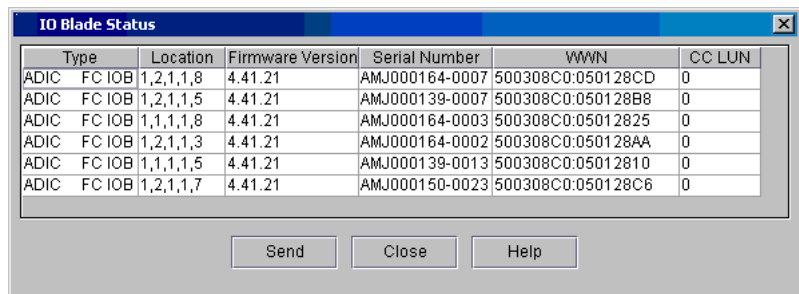 IO Blade Status
Type Location Firmware Version Serial Number WWN CC LUN
ADIC FC IOB 1,2,1,1,8 4.41.21 AMJ000164-0007 500308C0:050128CD 0
ADIC FC IOB 1,2,1,1,5 4.41.21 AMJ000139-0007 500308C0:050128B8 0
ADIC FC IOB 1,1,1,1,8 4.41.21 AMJ000164-0003 500308C0:05012825 0
ADIC FC IOB 1,2,1,1,3 4.41.21 AMJ000164-0002 500308C0:050128AA 0
ADIC FC IOB 1,1,1,1,5 4.41.21 AMJ000139-0013 500308C0:05012810 0
ADIC FC IOB 1,2,1,1,7 4.41.21 AMJ000150-0023 500308C0:050128C6 0
Send Close Help